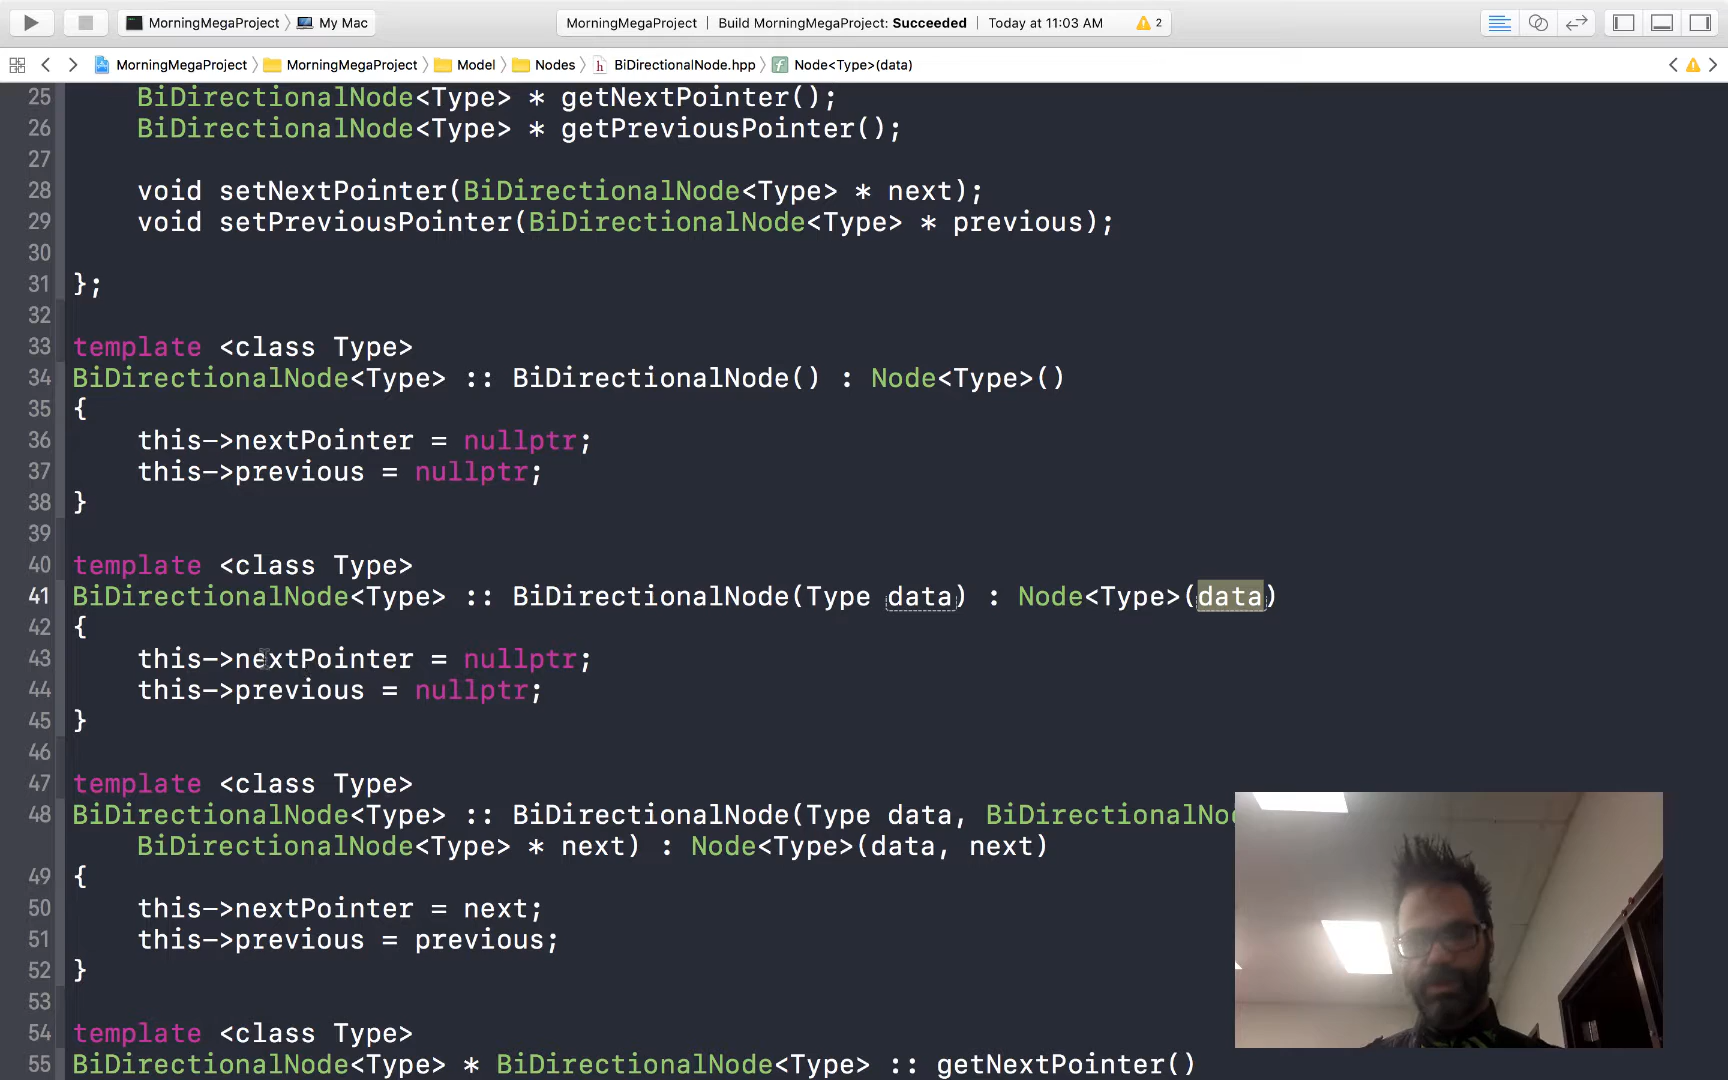 MorningMegaProject 〉 My Mac
MorningMegaProject | Build MorningMegaProject: Succeeded | Today at 11:03 AM 2
MorningMegaProject 〉 MorningMegaProject 〉 Model 〉 Nodes 〉 h BiDirectionalNode.hpp 〉 f Node<Type>(data)
25 BiDirectionalNode<Type> * getNextPointer();
26 BiDirectionalNode<Type> * getPreviousPointer();
27
28 void setNextPointer(BiDirectionalNode<Type> * next);
29 void setPreviousPointer(BiDirectionalNode<Type> * previous);
30
31 };
32
33 template <class Type>
34 BiDirectionalNode<Type> :: BiDirectionalNode() : Node<Type>()
35 {
36 this->nextPointer = nullptr;
37 this->previous = nullptr;
38 }
39
40 template <class Type>
41 BiDirectionalNode<Type> :: BiDirectionalNode(Type data) : Node<Type>(data)
42 {
43 this->nextPointer = nullptr;
44 this->previous = nullptr;
45 }
46
47 template <class Type>
48 BiDirectionalNode<Type> :: BiDirectionalNode(Type data, BiDirectionalNo
BiDirectionalNode<Type> * next) : Node<Type>(data, next)
49 {
50 this->nextPointer = next;
51 this->previous = previous;
52 }
53
54 template <class Type>
55 BiDirectionalNode<Type> * BiDirectionalNode<Type> :: getNextPointer()